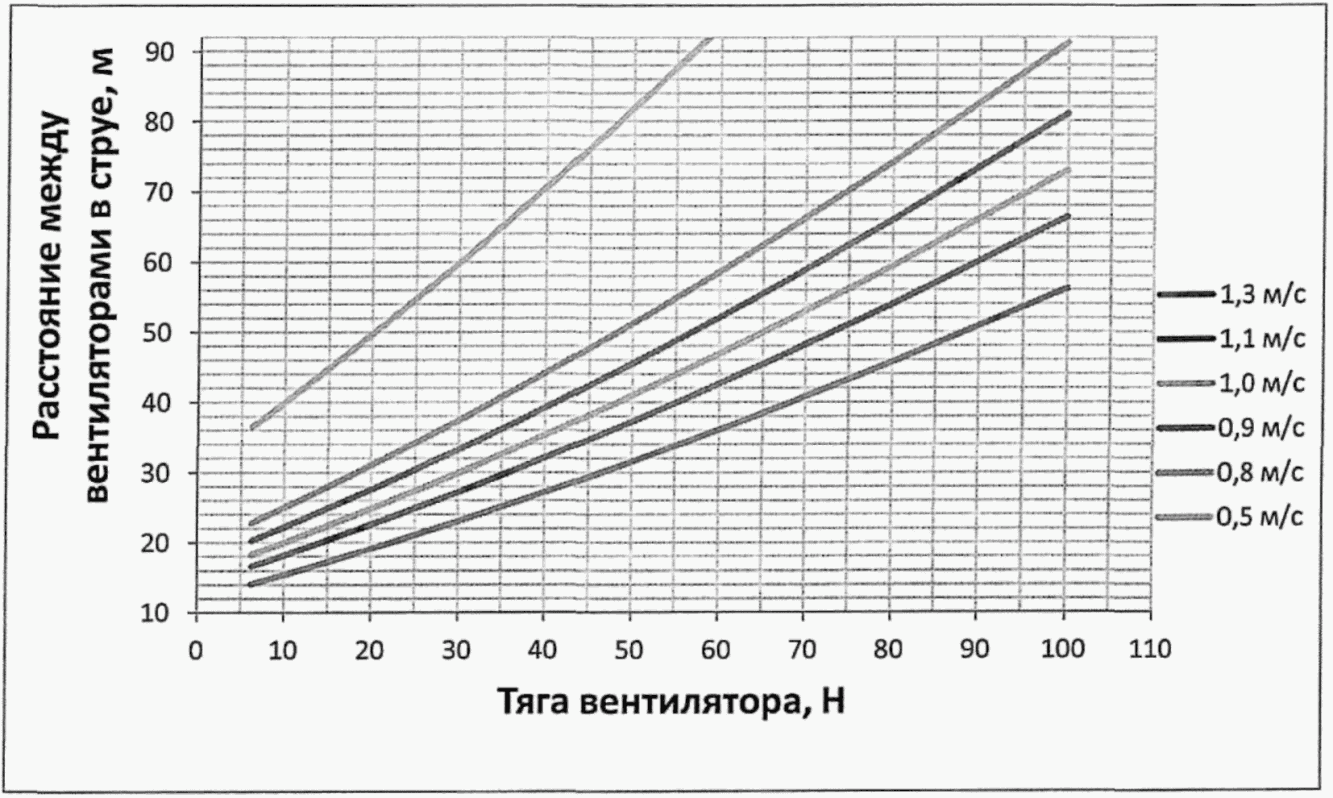 Расстояние между
вентиляторами в струе, м
90
80
70
60
50
40
30
20
10
0 10 20 30 40 50 60 70 80 90 100 110
Тяга вентилятора, Н
1,3 м/с
1,1 м/с
1,0 м/с
0,9 м/с
0,8 м/с
0,5 м/с